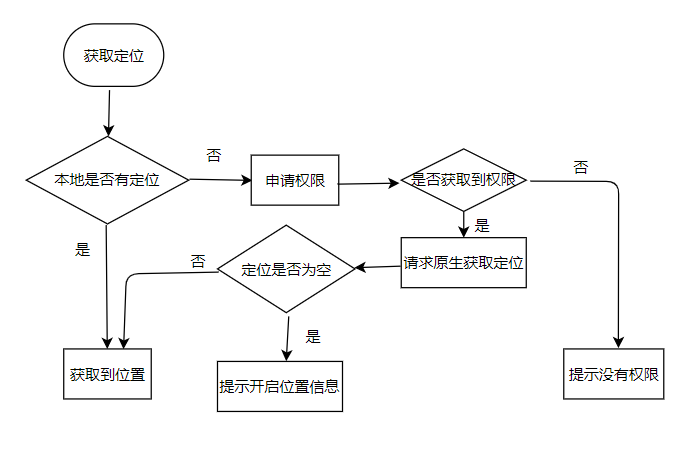 获取定位
否
本地是否有定位
申请权限
是否获取到权限
否
是
是
否
定位是否为空
请求原生获取定位
是
获取到位置
提示开启位置信息
提示没有权限